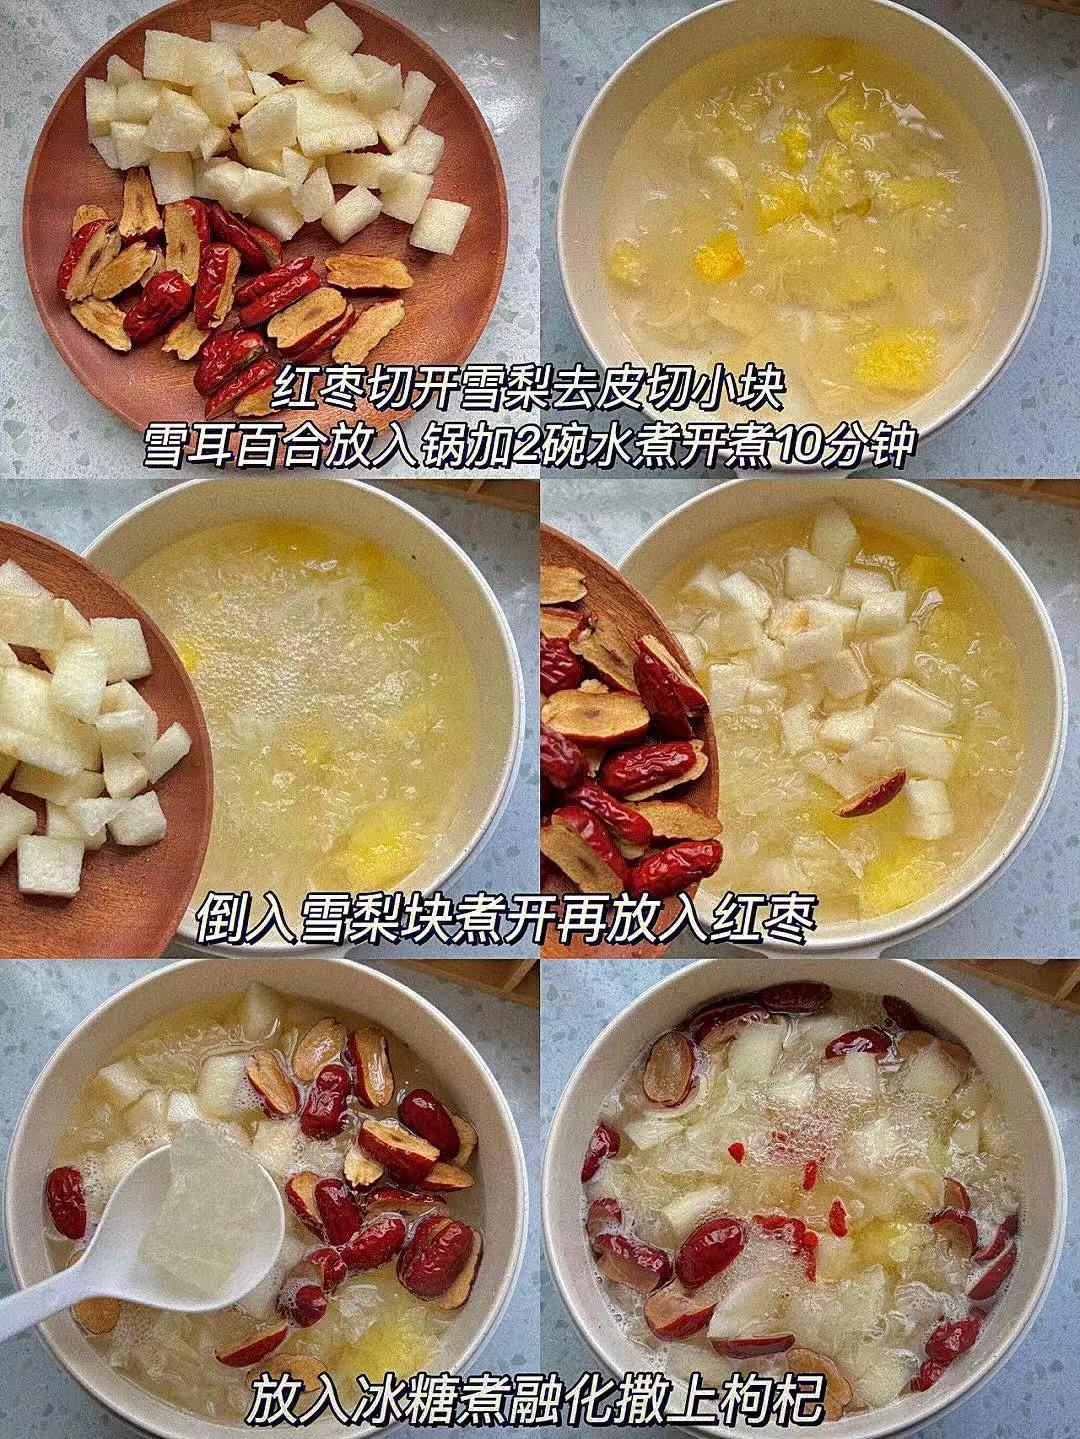 红枣切开雪梨去皮切小块
雪耳百合放入锅加2碗水煮开煮10分钟
倒入雪梨块煮开再放入红枣
放入冰糖煮融化撒上枸杞